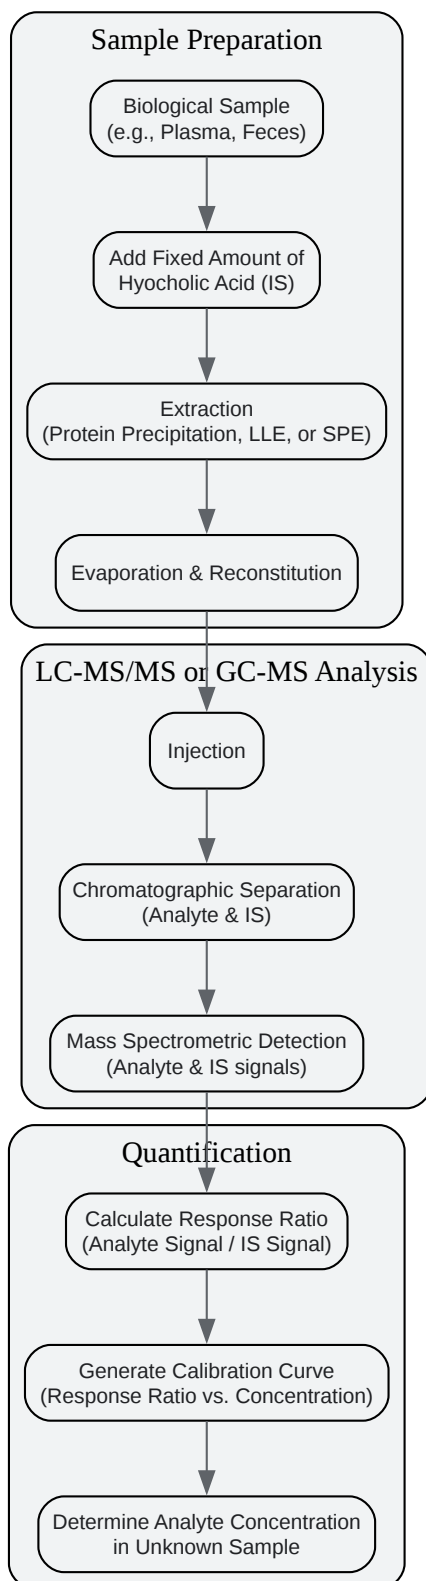 Sample Preparation
Biological Sample
(e.g., Plasma, Feces)
Add Fixed Amount of
Hyocholic Acid (IS)
Extraction
(Protein Precipitation, LLE, or SPE)
Evaporation & Reconstitution
LC-MS/MS or GC-MS Analysis
Injection
Chromatographic Separation
(Analyte & IS)
Mass Spectrometric Detection
(Analyte & IS signals)
Quantification
Calculate Response Ratio
(Analyte Signal / IS Signal)
Generate Calibration Curve
(Response Ratio vs. Concentration)
Determine Analyte Concentration
in Unknown Sample